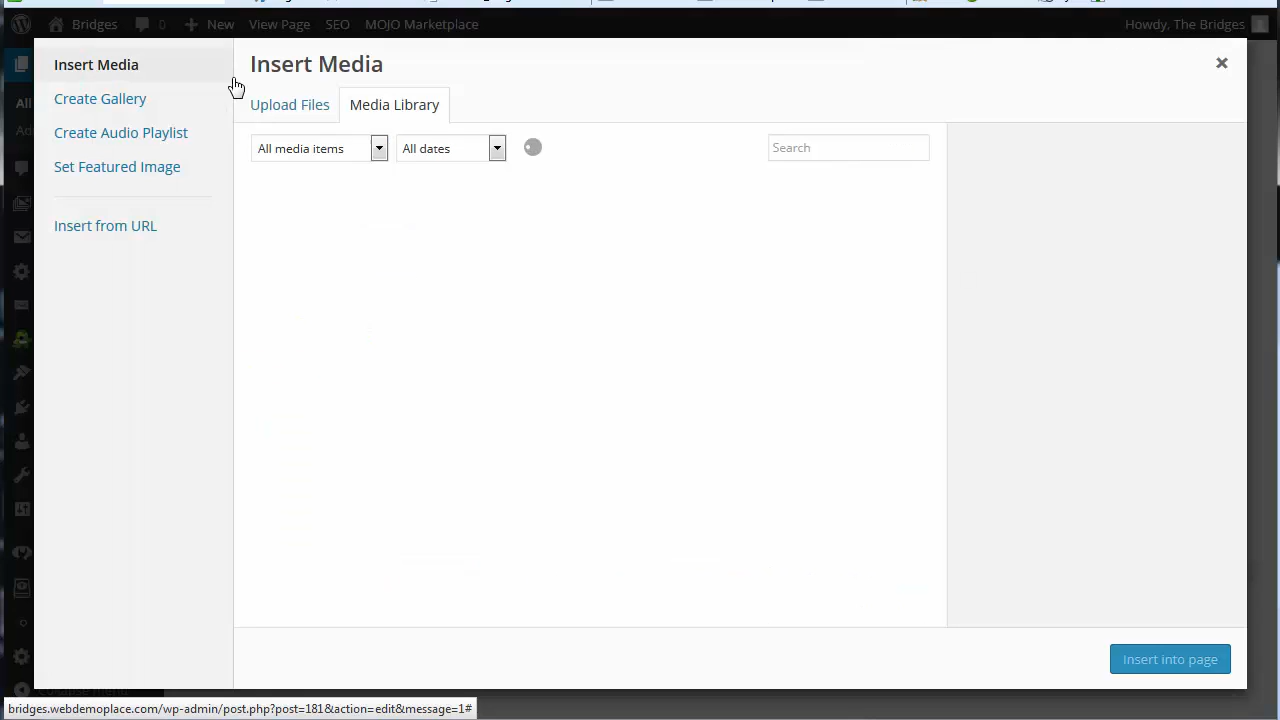 Bridges 0 New View Page SEO MOJO Marketplace Howdy, The Bridges
Insert Media
Create Gallery
Create Audio Playlist
Set Featured Image
Insert from URL
Insert Media
Upload Files Media Library
All media items All dates Search
All
Insert into page
bridges.webdemoplace.com/wp-admin/post.php?post=181&action=edit&message=1#